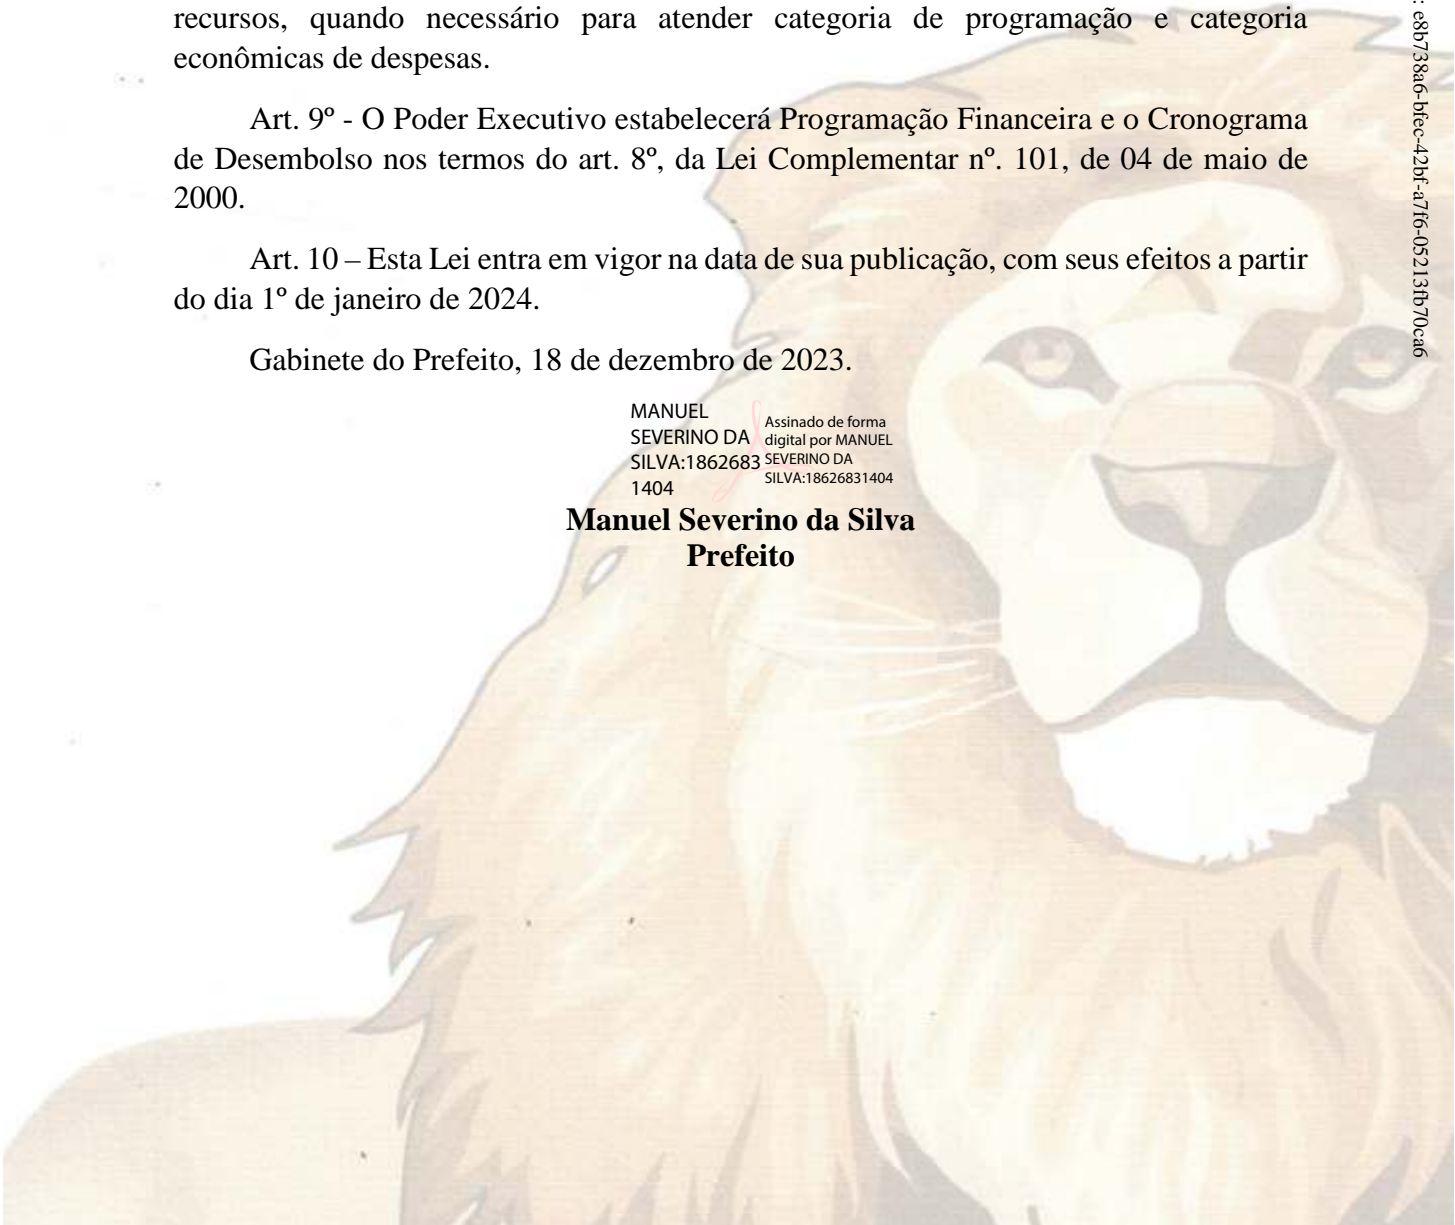 recursos, quando necessário para atender categoria de programação e categoria
econômicas de despesas.
Art. 9º - O Poder Executivo estabelecerá Programação Financeira e o Cronograma
de Desembolso nos termos do art. 8º, da Lei Complementar nº. 101, de 04 de maio de
2000.
Art. 10 – Esta Lei entra em vigor na data de sua publicação, com seus efeitos a partir
do dia 1º de janeiro de 2024.
Gabinete do Prefeito, 18 de dezembro de 2023.
MANUEL
SEVERINO DA
SILVA:1862683
1404
Assinado de forma
digital por MANUEL
SEVERINO DA
SILVA:18626831404
Manuel Severino da Silva
Prefeito
: e8b738a6-bfec-42bf-a7f6-05213fb70ca6